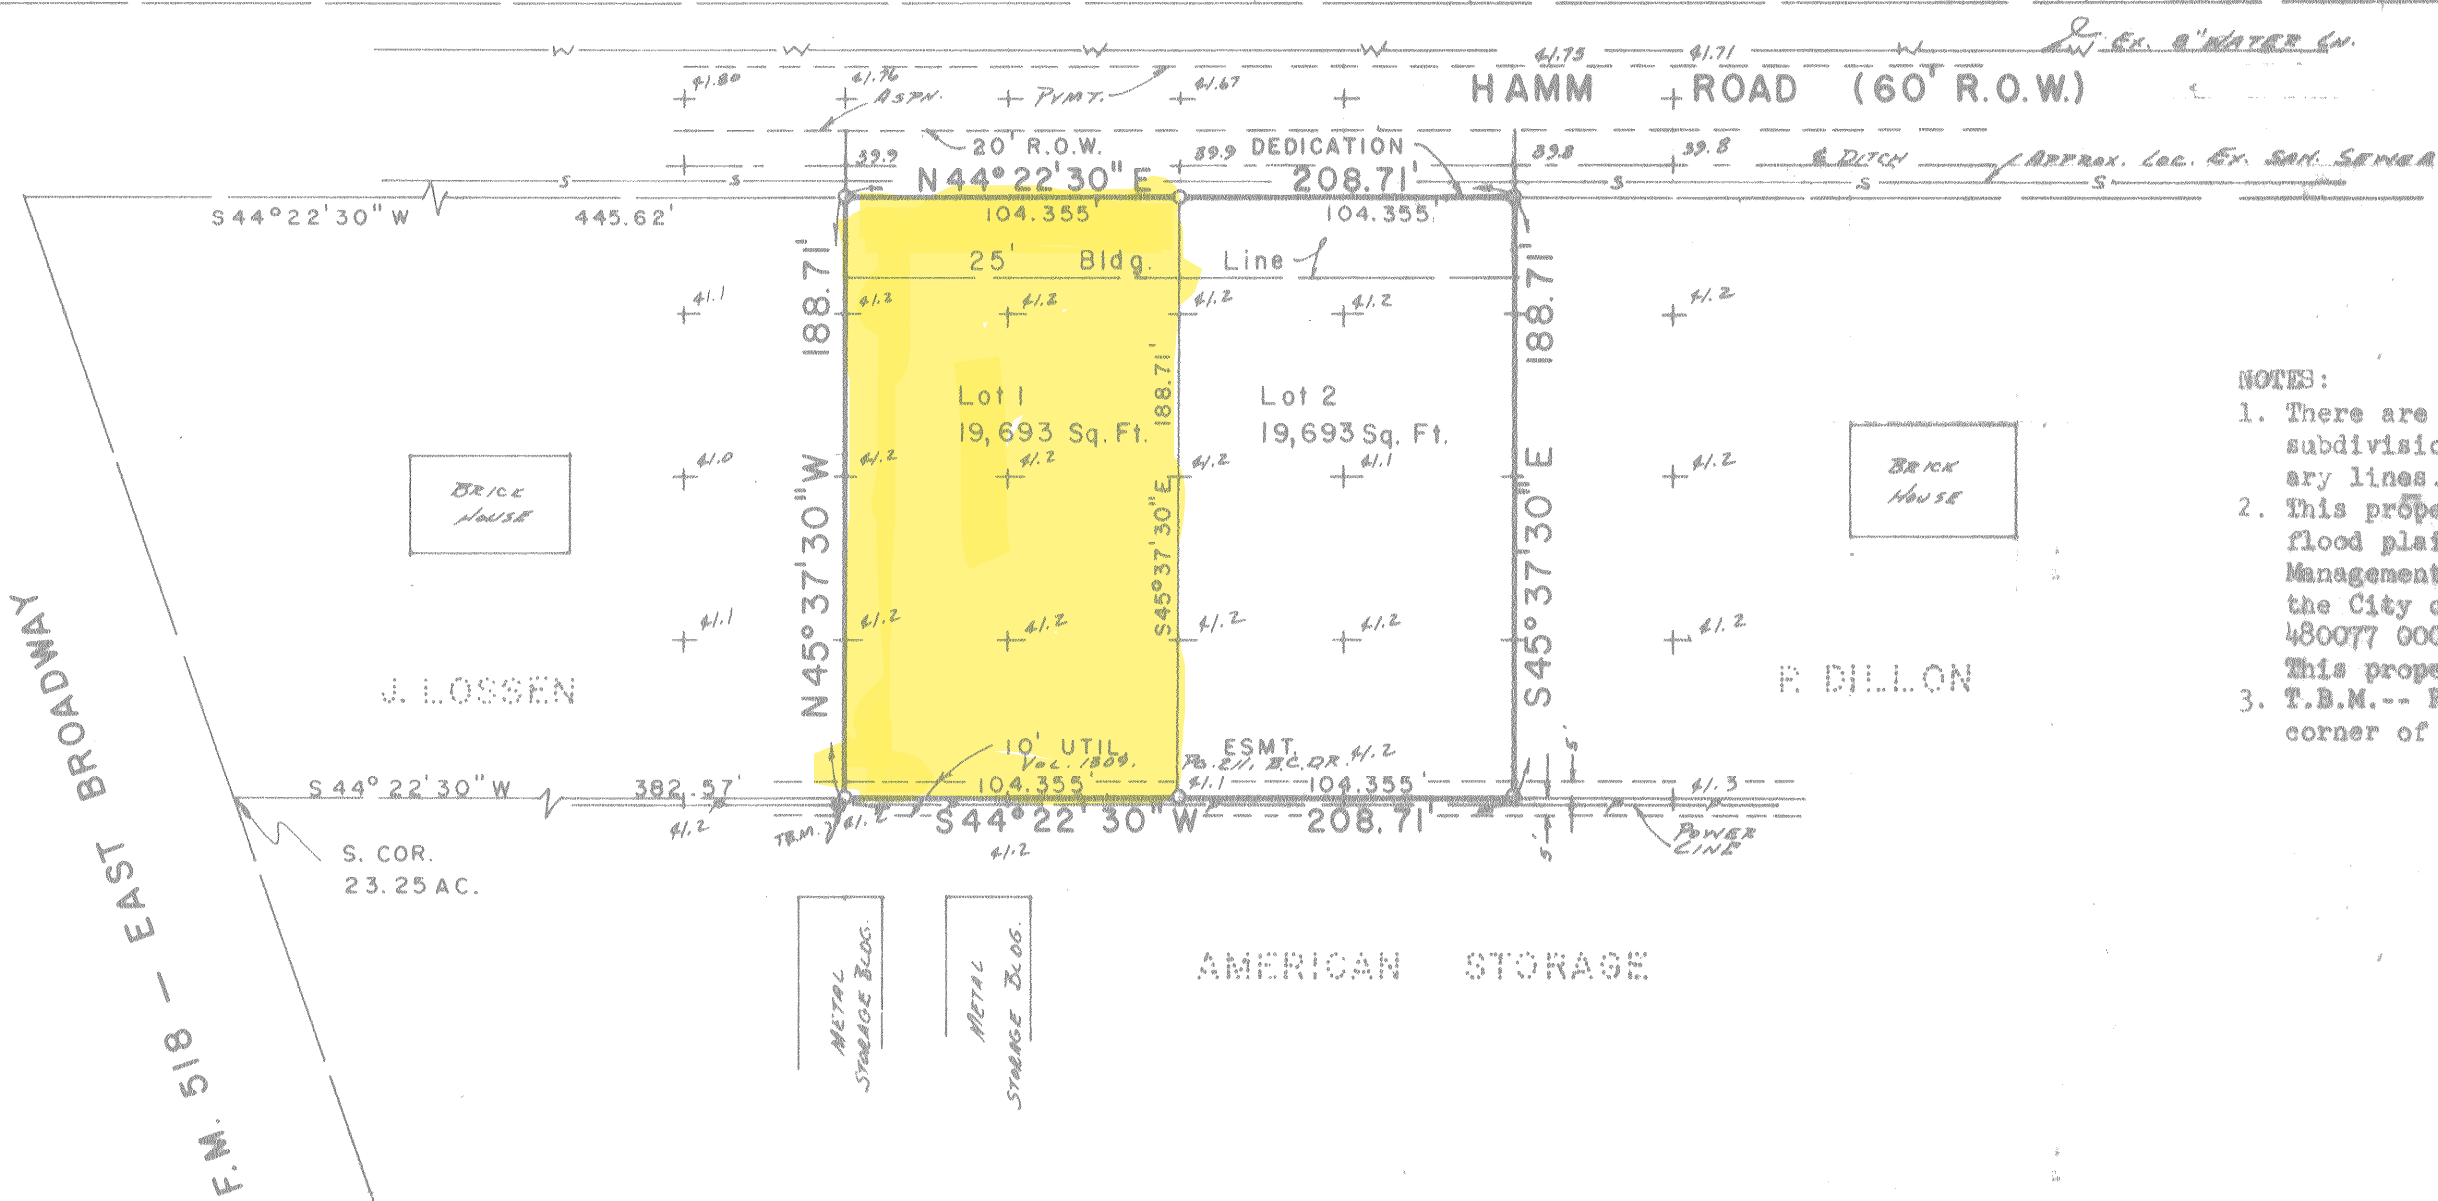 EX. 8" WATER LN.
41.80
41.76
41.67
41.75
41.71
ASPH.
PVMT.
HAMM ROAD (60' R.O.W.)
20' R.O.W. DEDICATION
39.9
39.9
39.8
39.8
DITCH
APPROX. LOC. EX. SAN. SEWER
N 44° 22' 30" E 208.71'
S 44° 22' 30" W 445.62'
104.355'
104.355'
25' Bldg. Line
188.71'
188.71'
41.1
41.2
41.2
41.2
41.2
41.2
Lot 1
19,693 Sq. Ft.
188.71'
Lot 2
19,693 Sq. Ft.
41.0
41.2
41.2
41.2
41.1
41.2
BRICK
HOUSE
BRICK
HOUSE
N 45° 37' 30" W
S 45° 37' 30" E
S 45° 37' 30" E
41.1
41.2
41.2
41.2
41.2
41.2
J. LOSSEN
P. DILLON
NOTES:
1. There are
subdivisio
ary lines.
2. This prope
flood plai
Management
the City o
480077 000
This prope
3. T.B.M.--
corner of
10' UTIL. ESMT.
VOL. 1809, PG. 211, B.C.D.R.
41.2
S 44° 22' 30" W 382.57'
104.355'
41.1
104.355'
41.3
5'
5'
41.2
T.B.M.
41.2
S 44° 22' 30" W 208.71'
41.2
POWER
LINE
S. COR.
23.25 AC.
METAL
STORAGE BLDG.
METAL
STORAGE BLDG.
AMERICAN STORAGE
F.M. 518 — EAST BROADWAY